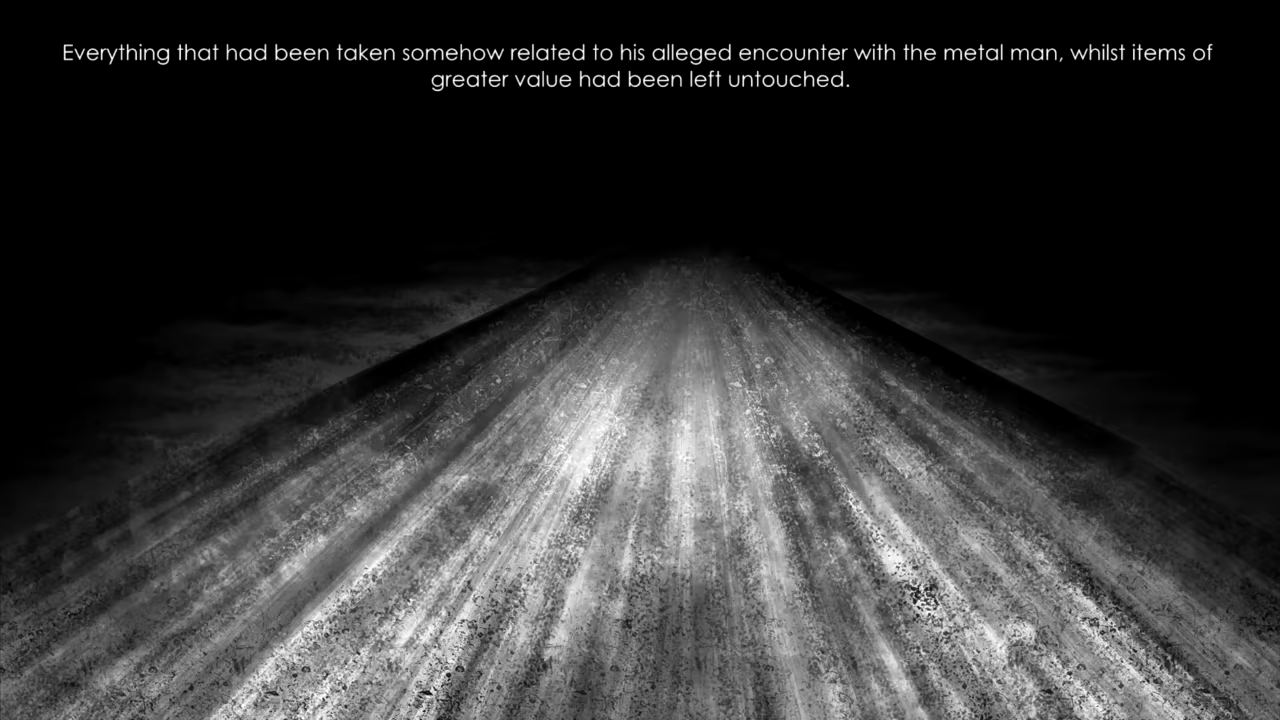 Everything that had been taken somehow related to his alleged encounter with the metal man, whilst items of
greater value had been left untouched.